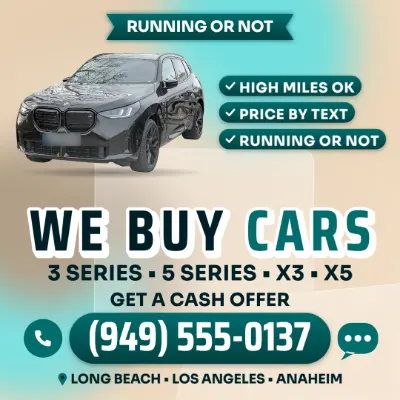 RUNNING OR NOT
✓ HIGH MILES OK
✓ PRICE BY TEXT
✓ RUNNING OR NOT
WE BUY CARS
3 SERIES ▪ 5 SERIES ▪ X3 ▪ X5
GET A CASH OFFER
(949) 555-0137
LONG BEACH ▪ LOS ANGELES ▪ ANAHEIM